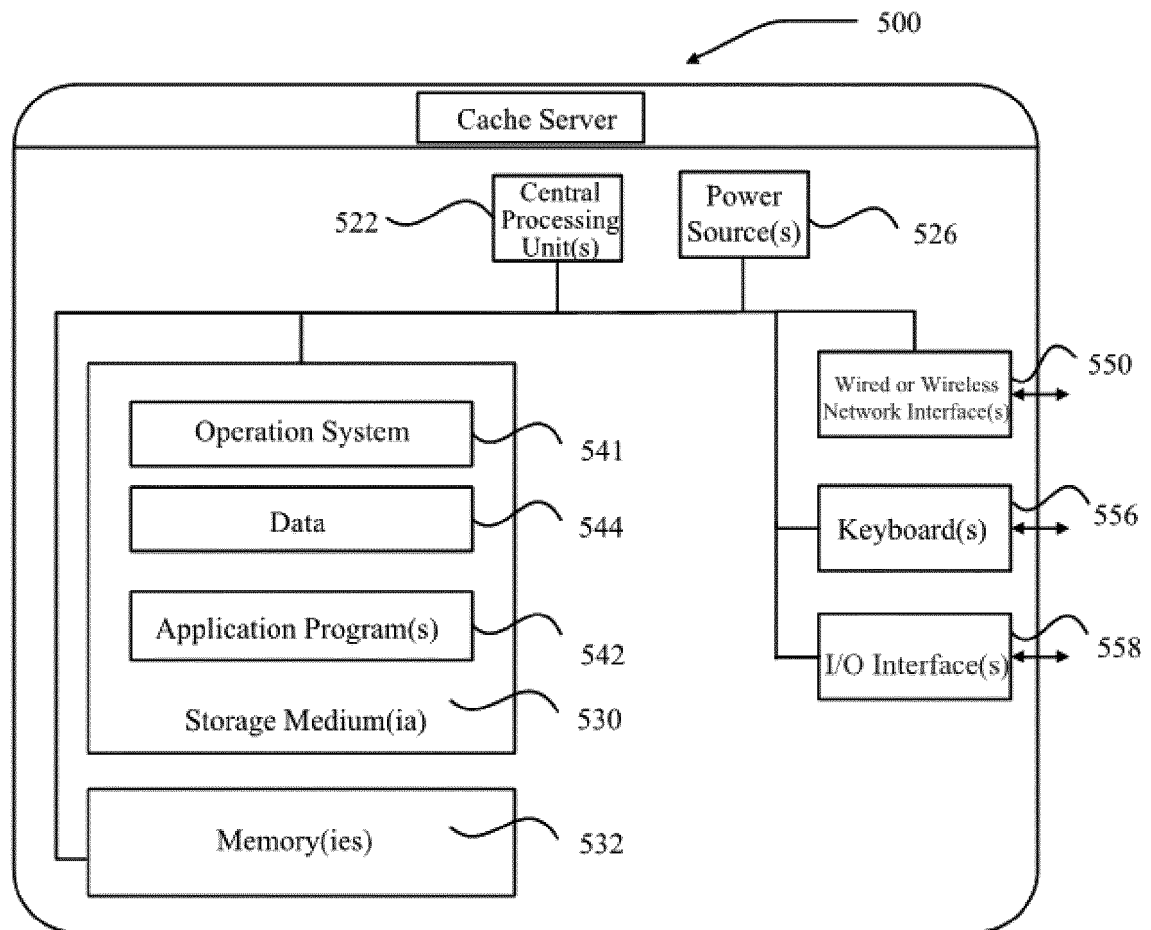 500
Cache Server
522
Central
Processing
Unit(s)
Power
Source(s)
526
Wired or Wireless
Network Interface(s)
550
Operation System
541
Data
544
Keyboard(s)
556
Application Program(s)
542
I/O Interface(s)
558
Storage Medium(ia)
530
Memory(ies)
532